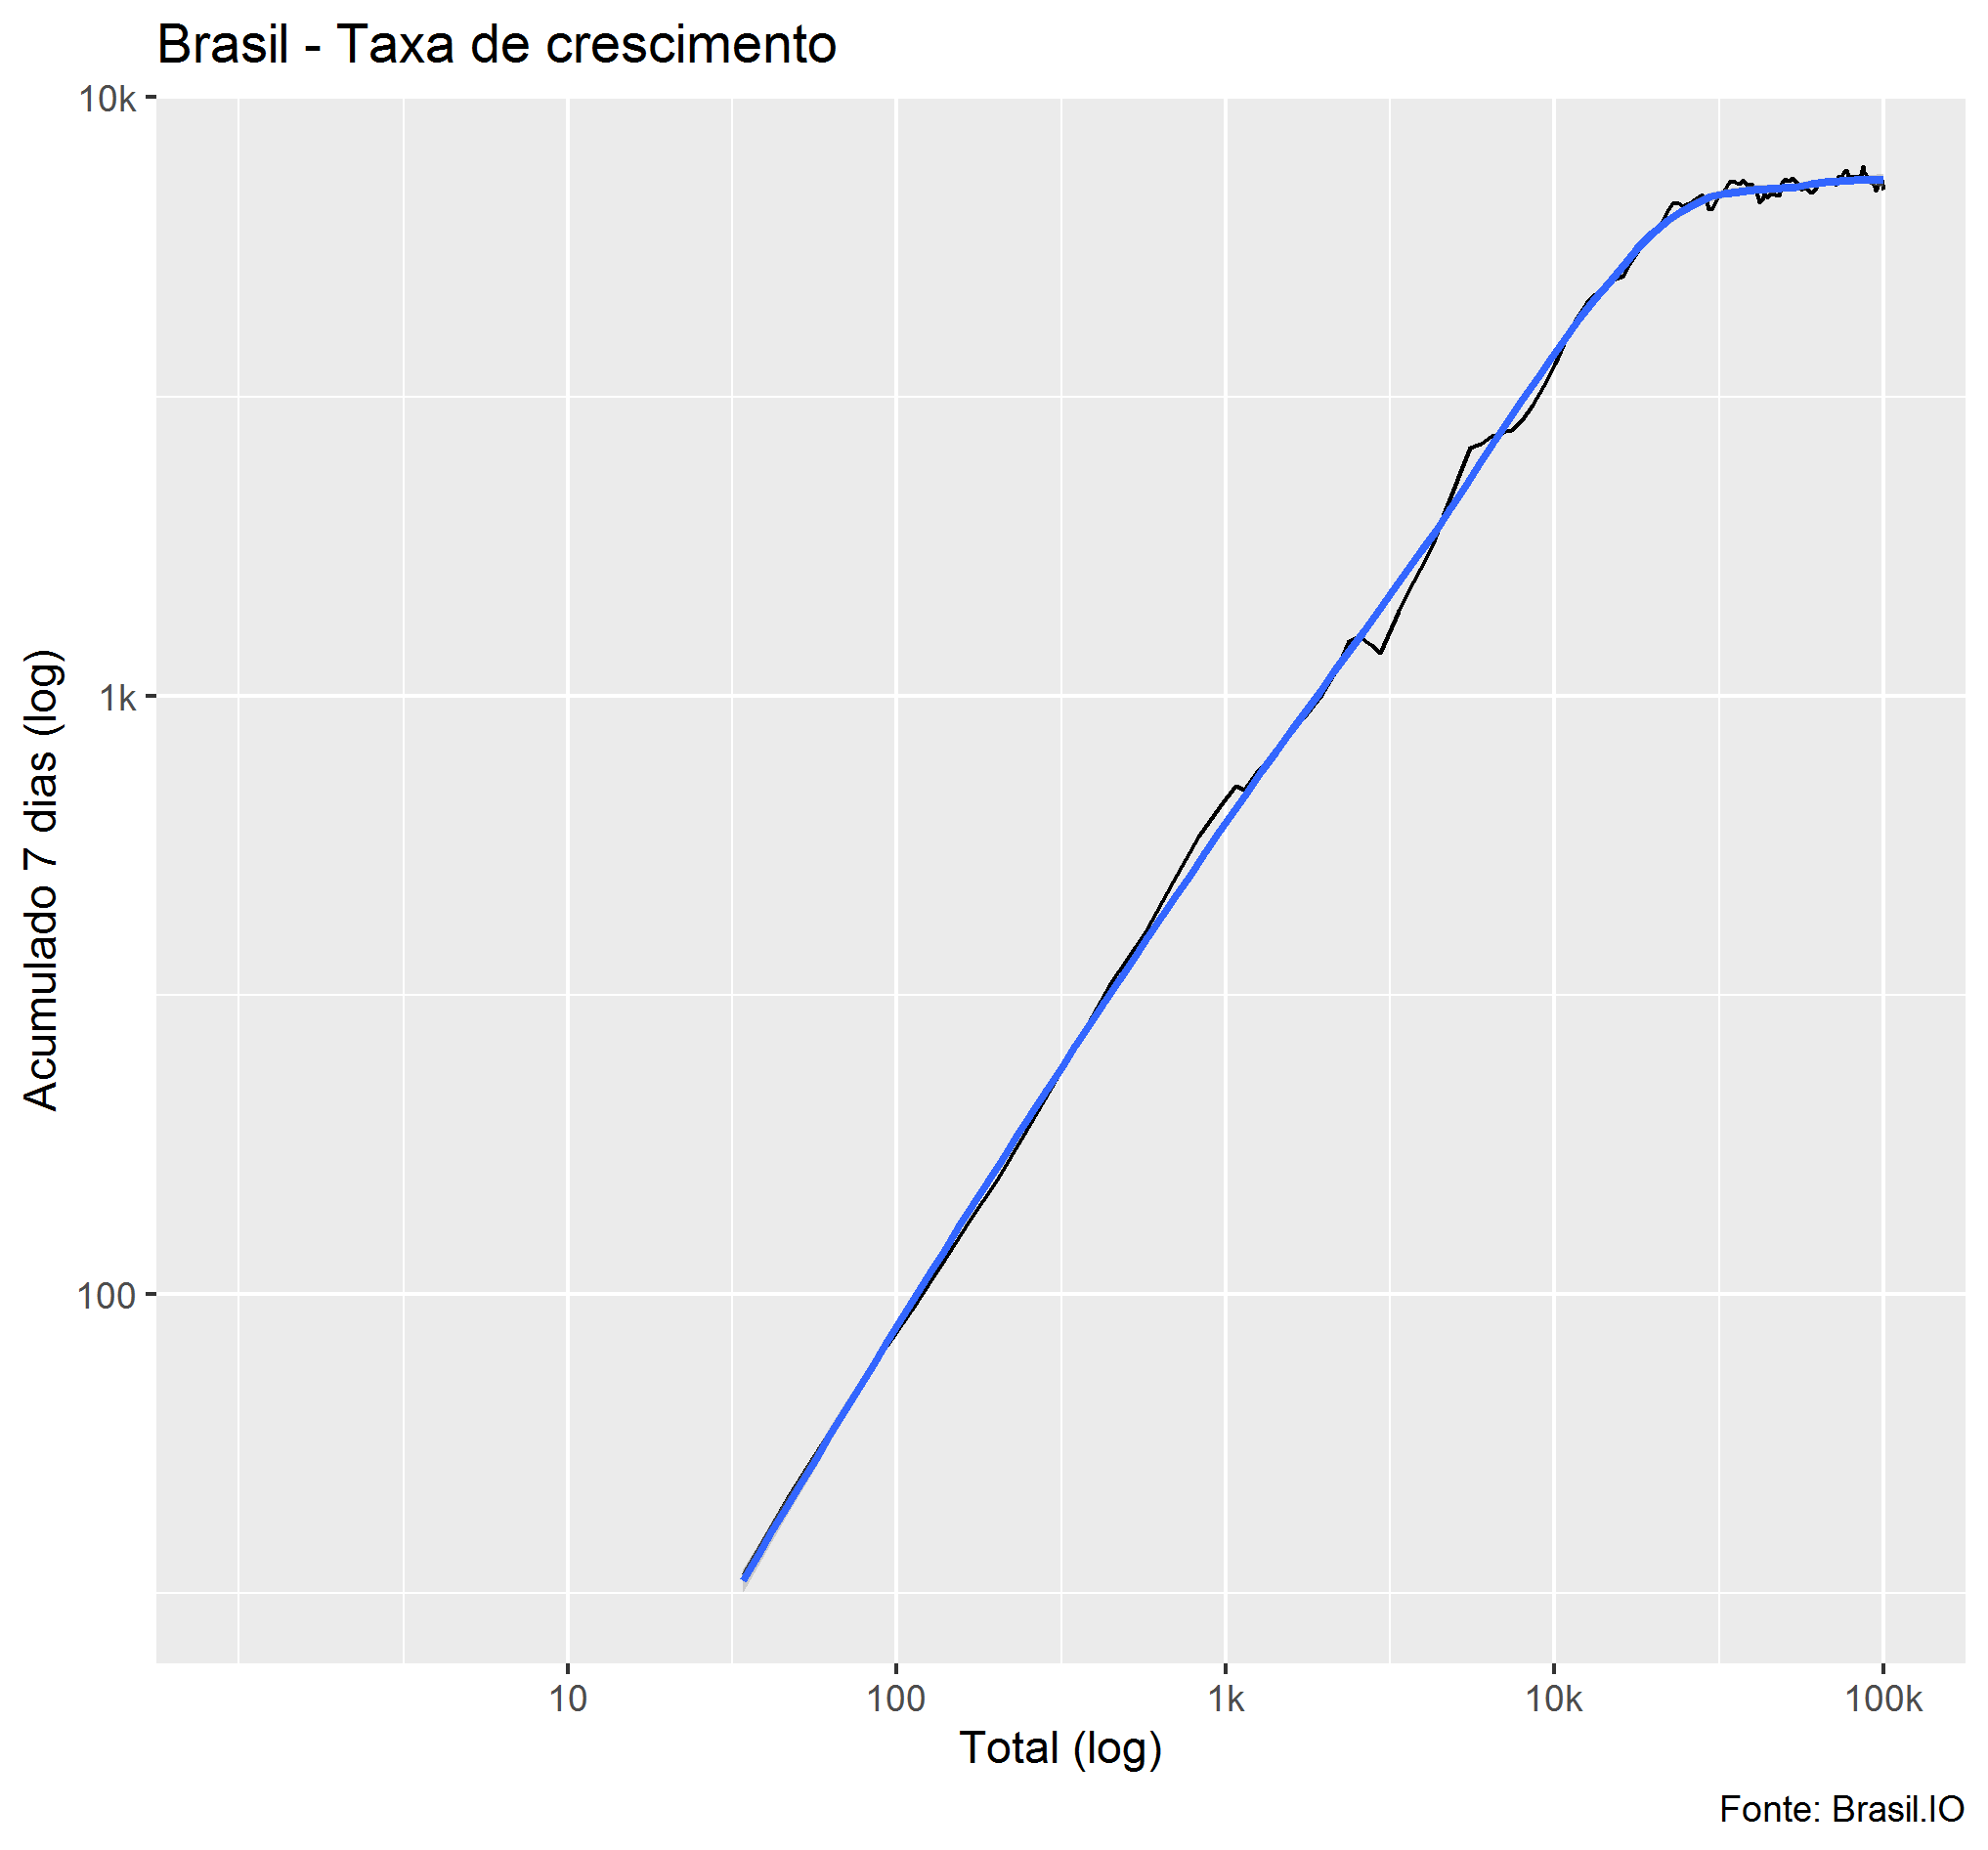 Brasil - Taxa de crescimento
10k
1k
100
Acumulado 7 dias (log)
10
100
1k
10k
100k
Total (log)
Fonte: Brasil.IO